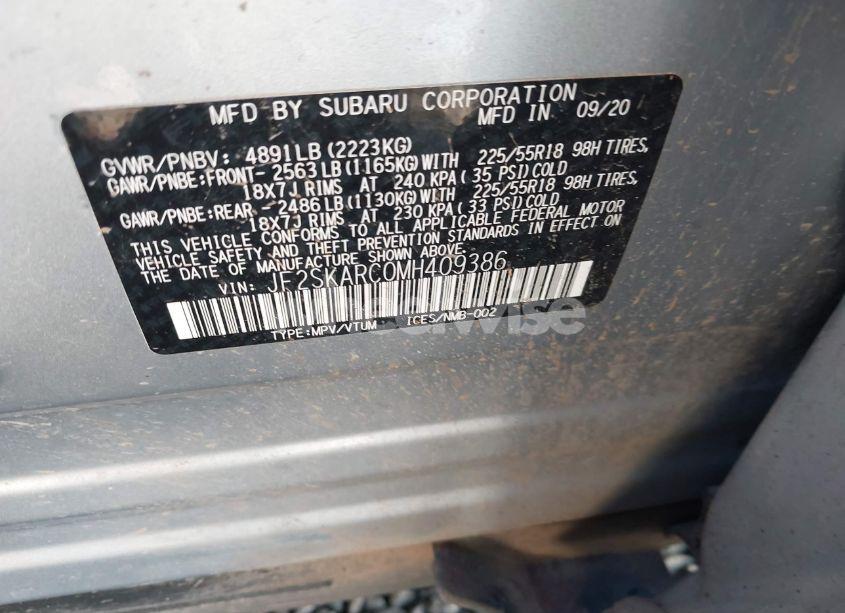 MFD BY SUBARU CORPORATION
MFD IN 09/20
GVWR/PNBV: 4891LB (2223KG)
GAWR/PNBE:FRONT- 2563LB(1165KG)WITH 225/55R18 98H TIRES,
18X7J RIMS AT 240 KPA( 35 PSI)COLD
GAWR/PNBE:REAR -2486LB(1130KG)WITH 225/55R18 98H TIRES,
18X7J RIMS AT 230 KPA( 33 PSI)COLD
THIS VEHICLE CONFORMS TO ALL APPLICABLE FEDERAL MOTOR
VEHICLE SAFETY AND THEFT PREVENTION STANDARDS IN EFFECT ON
THE DATE OF MANUFACTURE SHOWN ABOVE.
VIN: JF2SKARC0MH409386
TYPE:MPV/VTUM ICES/NMB-002